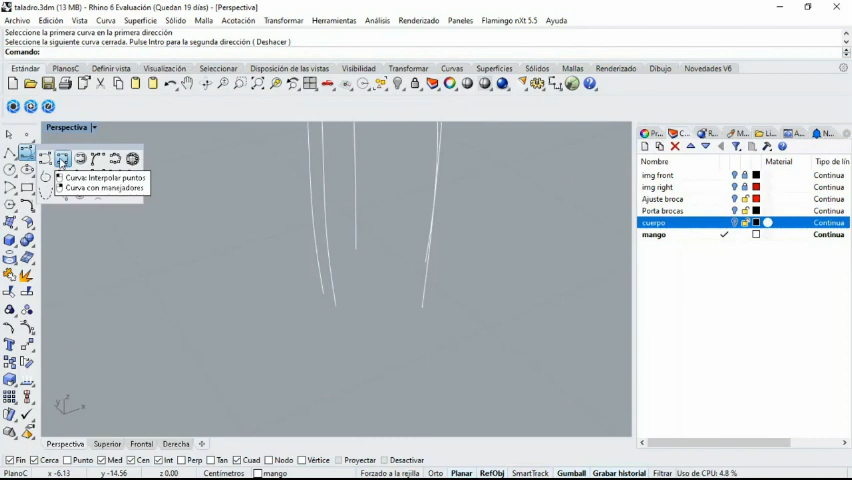 taladro.3dm (13 MB) - Rhino 6 Evaluación (Quedan 19 días) - [Perspectiva]
Archivo Edición Vista Curva Superficie Sólido Malla Acotación Transformar Herramientas Análisis Renderizado Paneles Flamingo nXt 5.5 Ayuda
Seleccione la primera curva en la primera dirección
Seleccione la siguiente curva cerrada. Pulse Intro para la segunda dirección ( Deshacer )
Comando:
Estándar PlanosC Definir vista Visualización Seleccionar Disposición de las vistas Visibilidad Transformar Curvas Superficies Sólidos Mallas Renderizado Dibujo Novedades V6
Perspectiva
Curva: Interpolar puntos
Curva con manejadores
Pr... C... R... M... Li... A... N...
Nombre Material Tipo de lín
img front Continua
img right Continua
Ajuste broca Continua
Porta brocas Continua
cuerpo Continua
mango Continua
z
y x
Perspectiva Superior Frontal Derecha
Fin Cerca Punto Med Cen Int Perp Tan Cuad Nodo Vértice Proyectar Desactivar
PlanoC x -6.13 y -14.56 z 0.00 Centímetros mango Forzado a la rejilla Orto Planar RefObj SmartTrack Gumball Grabar historial Filtrar Uso de CPU: 4.8 %